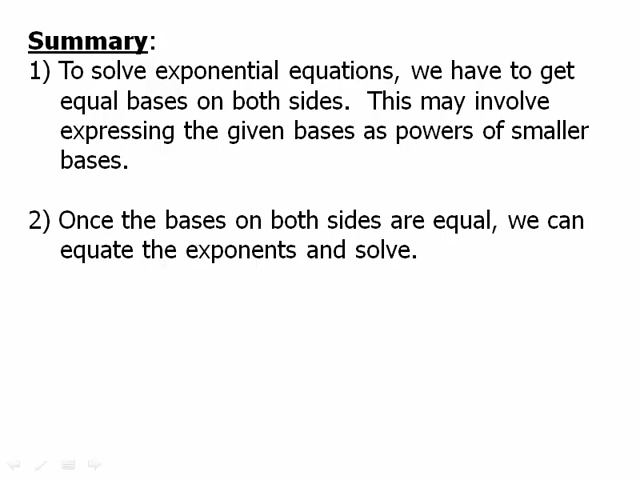 Summary:
1) To solve exponential equations, we have to get
equal bases on both sides.  This may involve
expressing the given bases as powers of smaller
bases.
2) Once the bases on both sides are equal, we can
equate the exponents and solve.